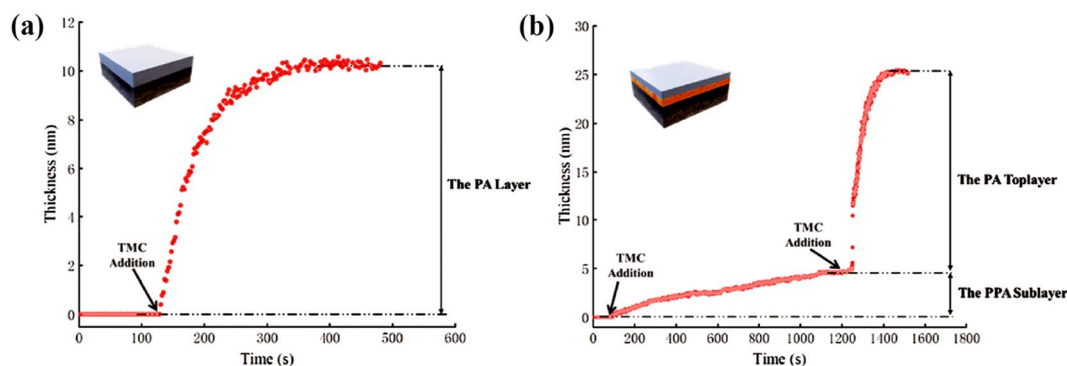 (a)
12
10
8
6
4
2
0
Thickness (nm)
TMC
Addition
The PA Layer
0
100
200
300
400
500
600
Time (s)
(b)
30
25
20
15
10
5
0
Thickness (nm)
TMC
Addition
TMC
Addition
The PA Toplayer
The PPA Sublayer
0
200
400
600
800
1000
1200
1400
1600
1800
Time (s)